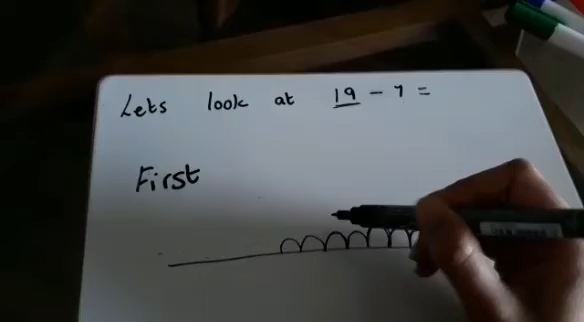 Lets look at 19 - 7 =
First